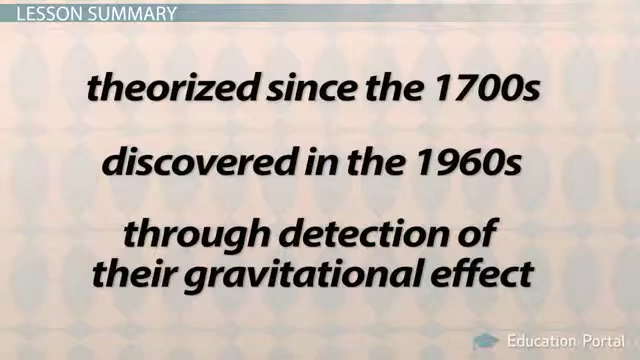 LESSON SUMMARY
theorized since the 1700s
discovered in the 1960s
through detection of
their gravitational effect
Education Portal